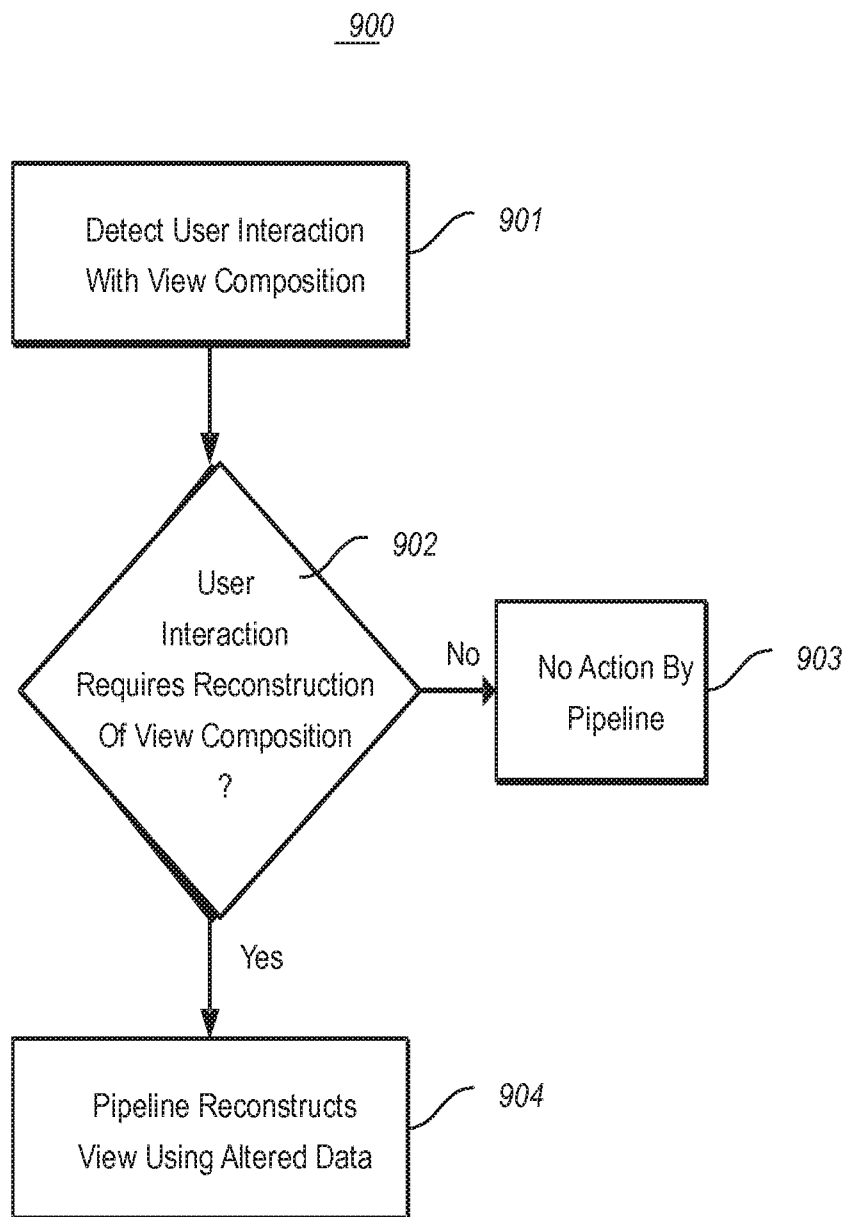 900
Detect User Interaction
With View Composition
901
902
User
Interaction
Requires Reconstruction
Of View Composition
?
No
No Action By
Pipeline
903
Yes
Pipeline Reconstructs
View Using Altered Data
904